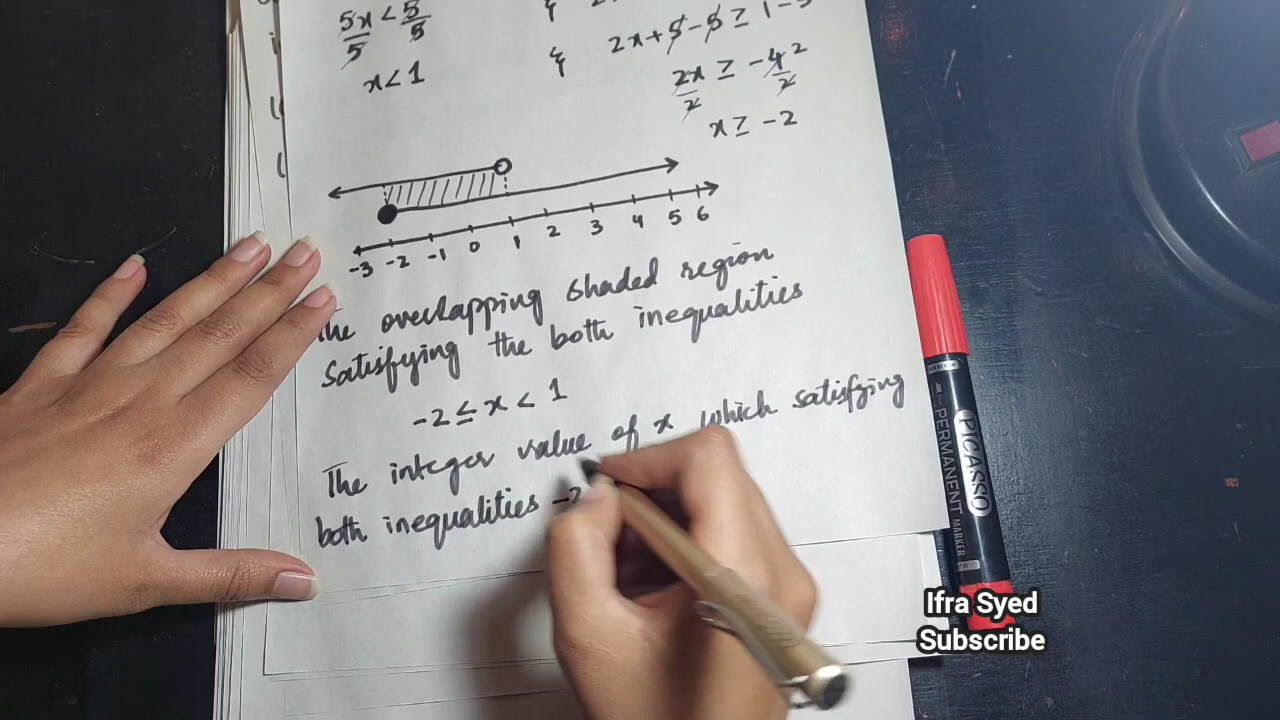 5x/5 < 5/5
&
2x + 5 - 5 ≥ 1 - 5
x < 1
&
2x/2 ≥ -4/2 2
x ≥ -2
-3 -2 -1 0 1 2 3 4 5 6
The overlapping shaded region
Satisfying the both inequalities
-2 ≤ x < 1
The integer value of x which satisfying
both inequalities -2
PICASSO
PERMANENT
MARKER
Ifra Syed
Subscribe